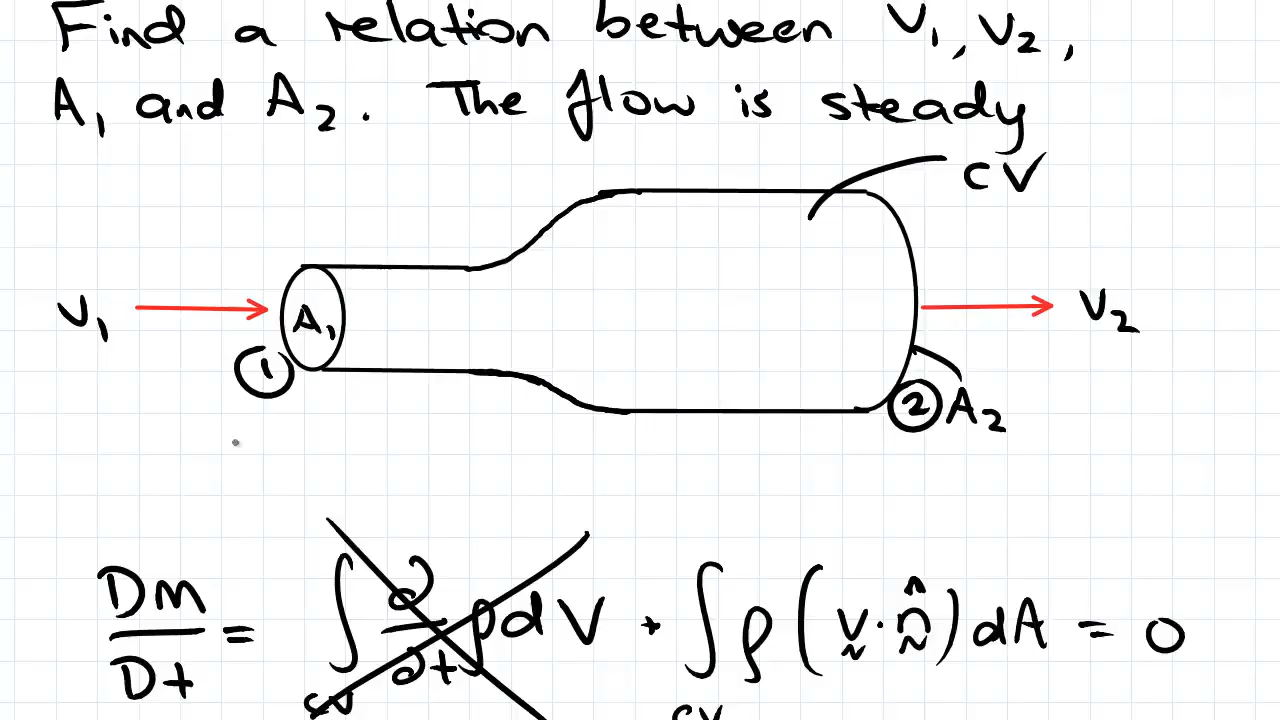 Find a relation between V₁, V₂,
A₁ and A₂. The flow is steady
CV
V₁
A₁
V₂
①
② A₂
Dm/Dt = ∫ ∂/∂t ρ dV + ∫ ρ (v · n̂) dA = 0
CV CV